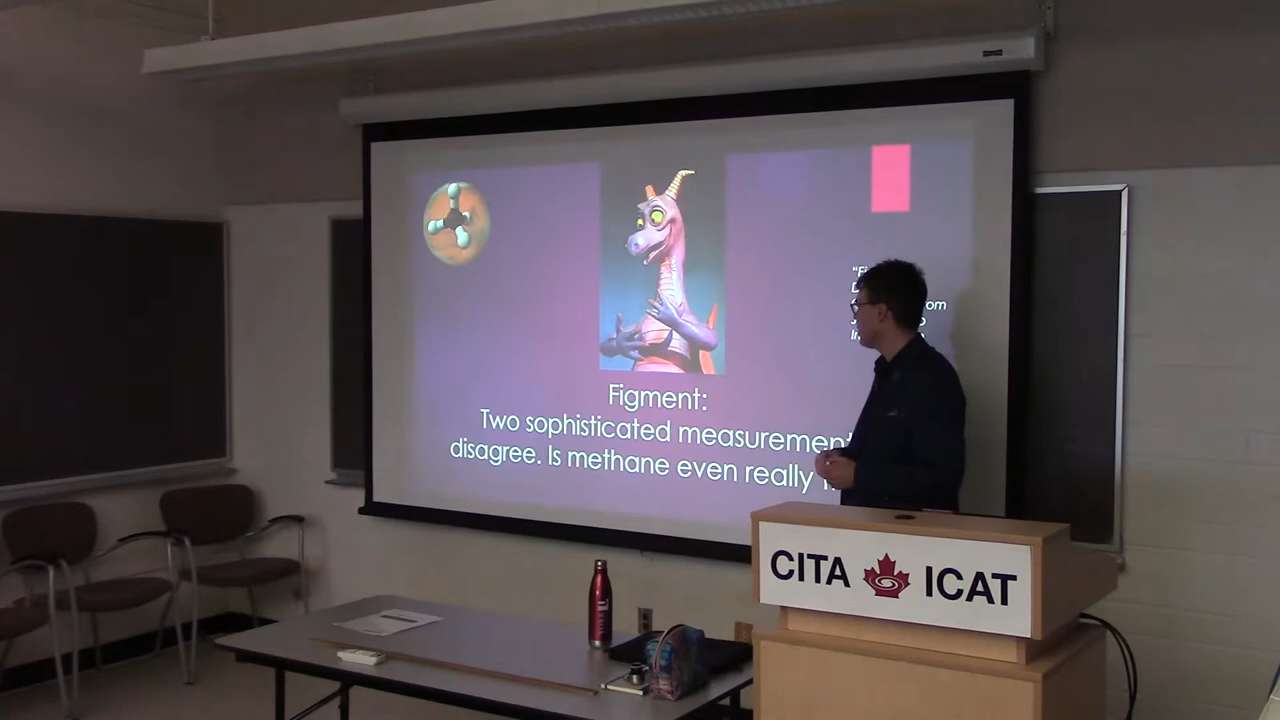 Figment:
Two sophisticated measurement
disagree. Is methane even really
CITA ICAT